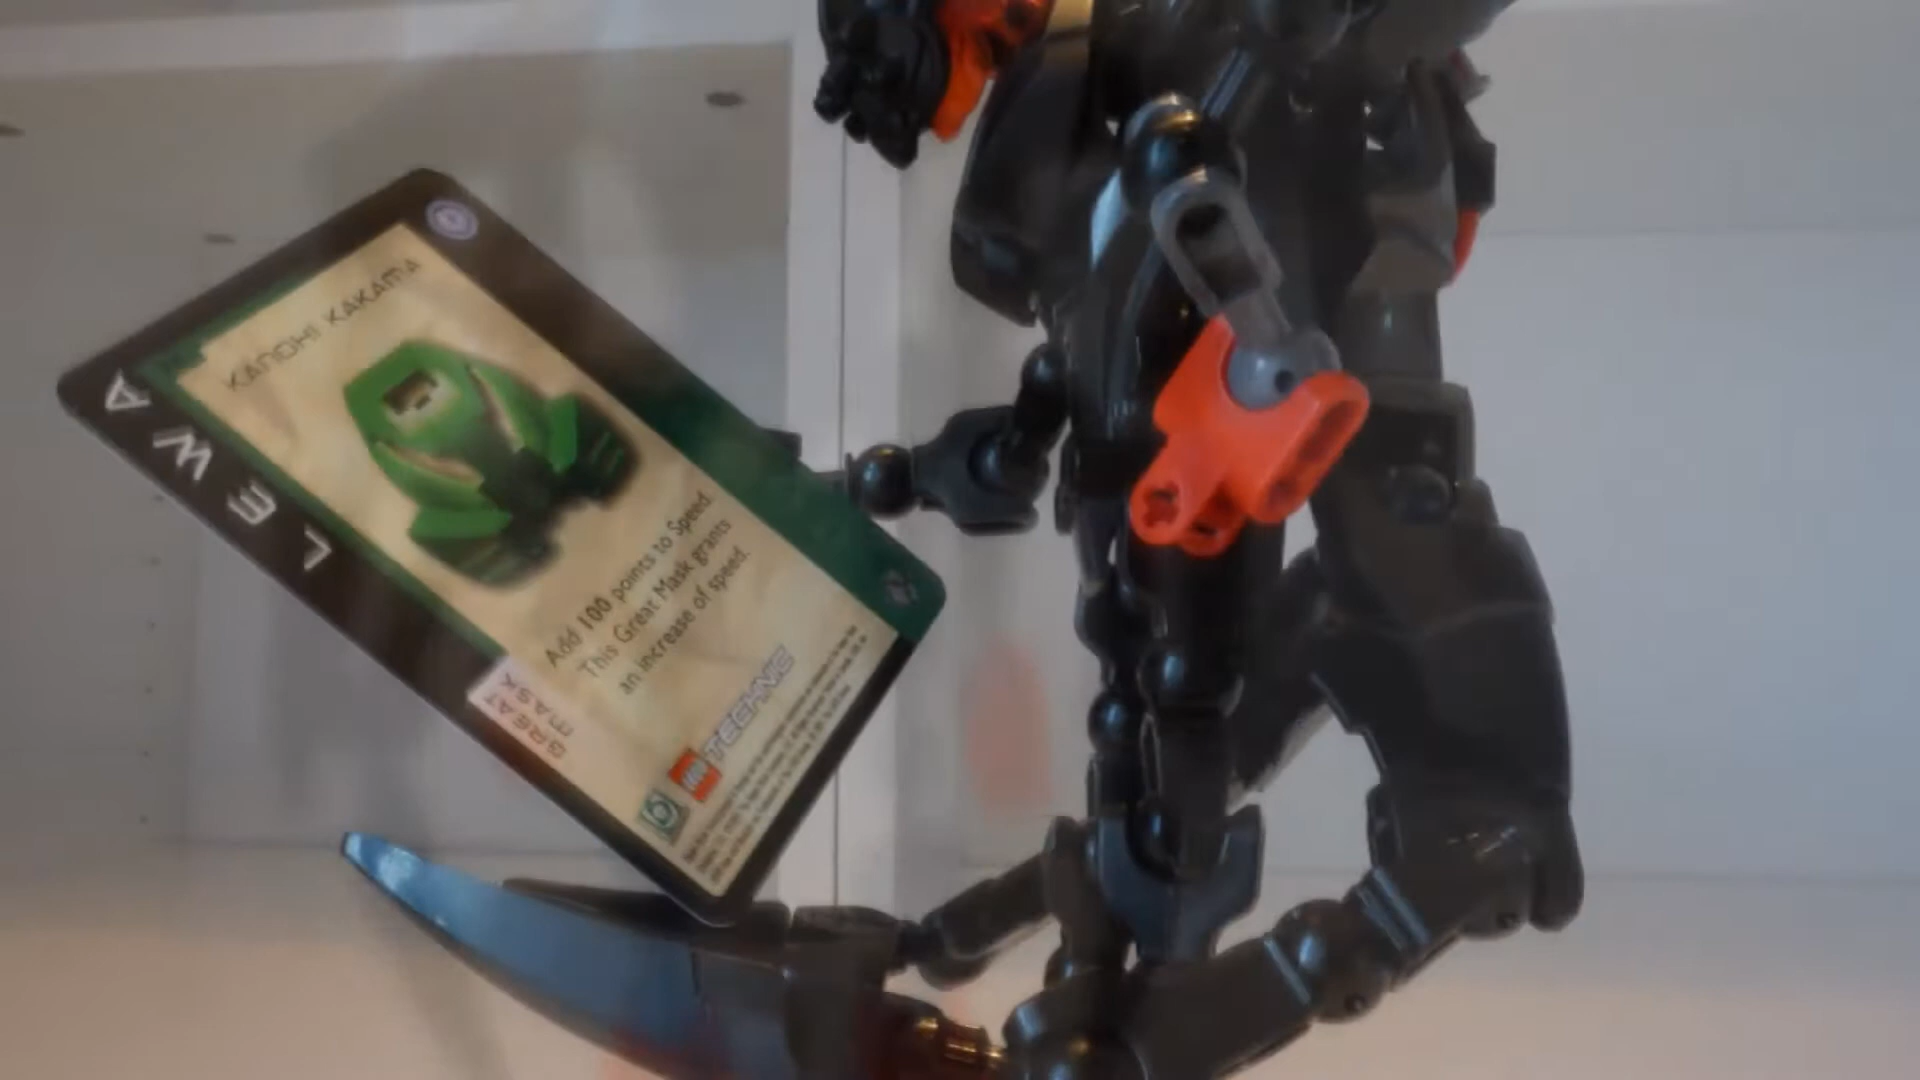 KANOHI KAKAMA
LEWA
Add 100 points to Speed.
This Great Mask grants
an increase of speed.
GREAT
MASK
LEGO TECHNIC